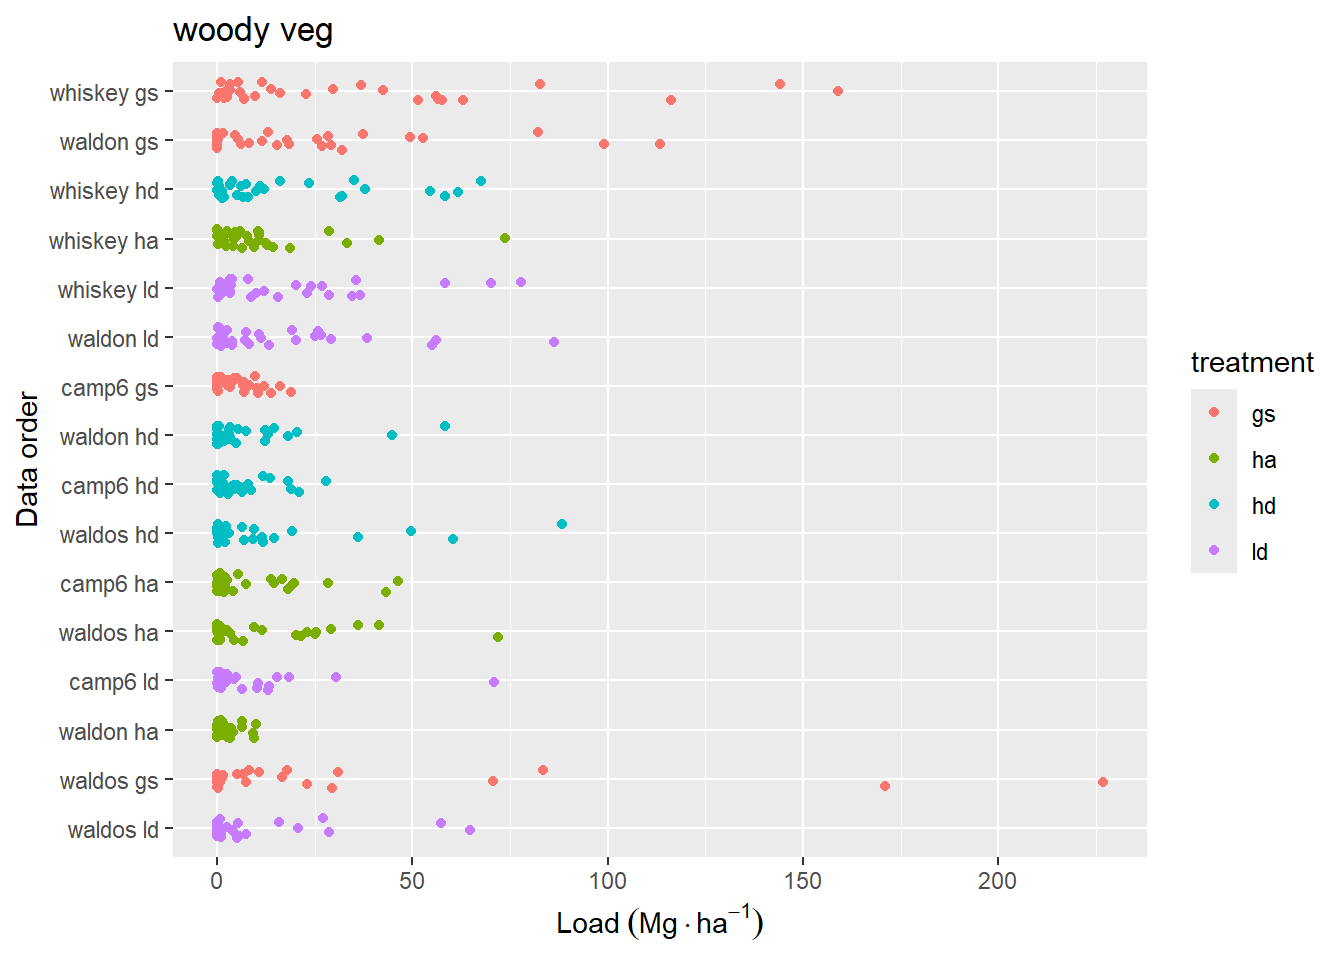 woody veg
whiskey gs
waldon gs
whiskey hd
whiskey ha
whiskey ld
waldon ld
camp6 gs
waldon hd
camp6 hd
waldos hd
camp6 ha
waldos ha
camp6 ld
waldon ha
waldos gs
waldos ld
Data order
0 50 100 150 200
Load (Mg·ha⁻¹)
treatment
gs
ha
hd
ld